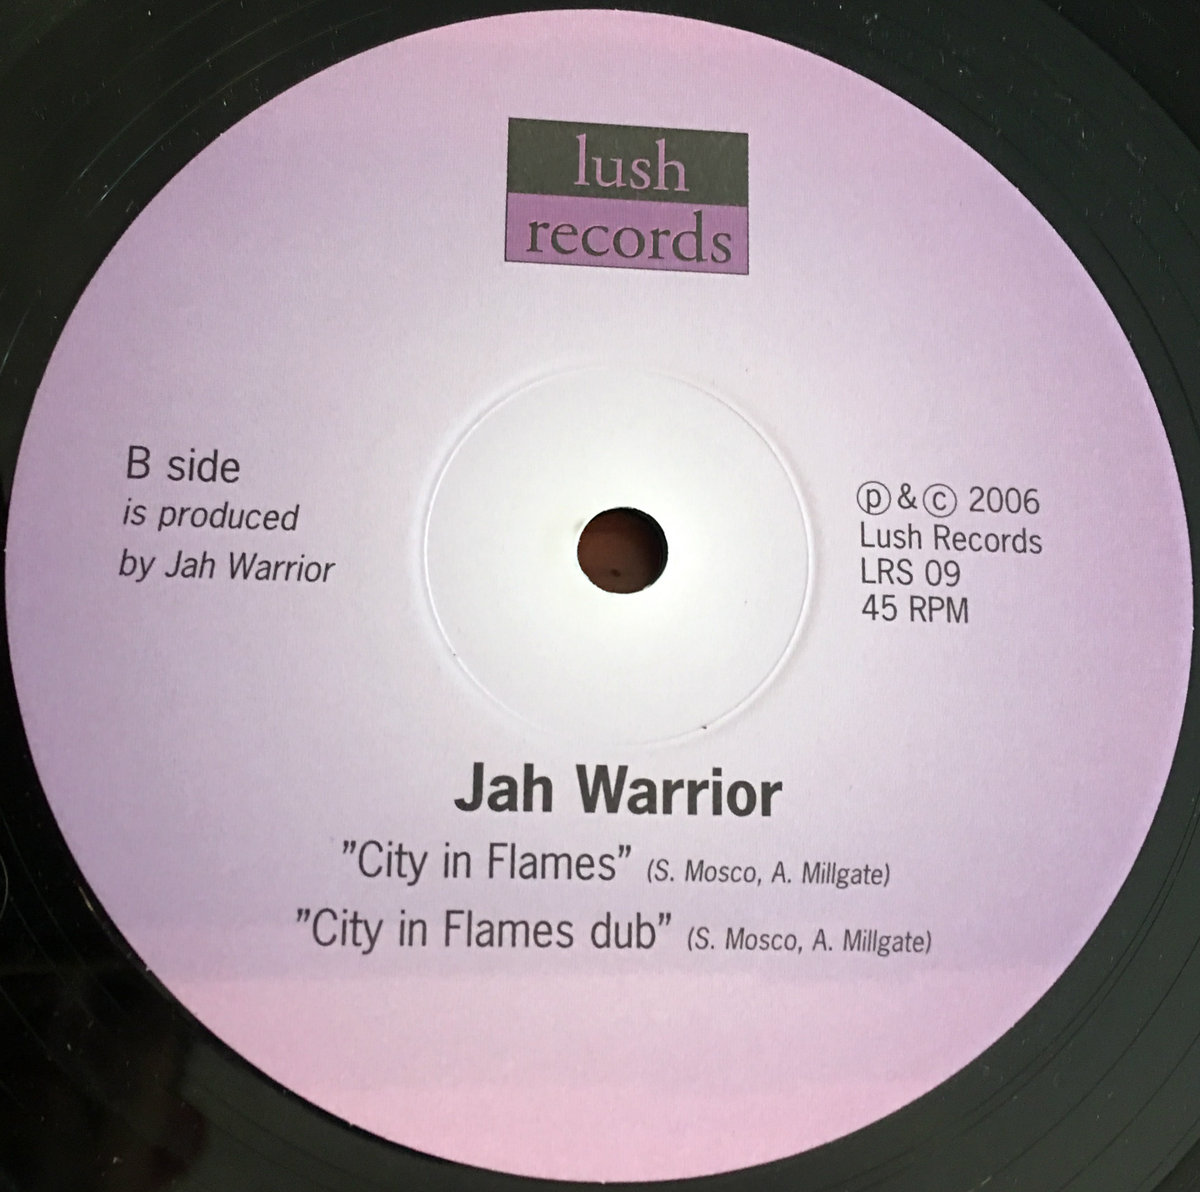 lush
records
B side
is produced
by Jah Warrior
℗ & © 2006
Lush Records
LRS 09
45 RPM
Jah Warrior
”City in Flames” (S. Mosco, A. Millgate)
”City in Flames dub” (S. Mosco, A. Millgate)